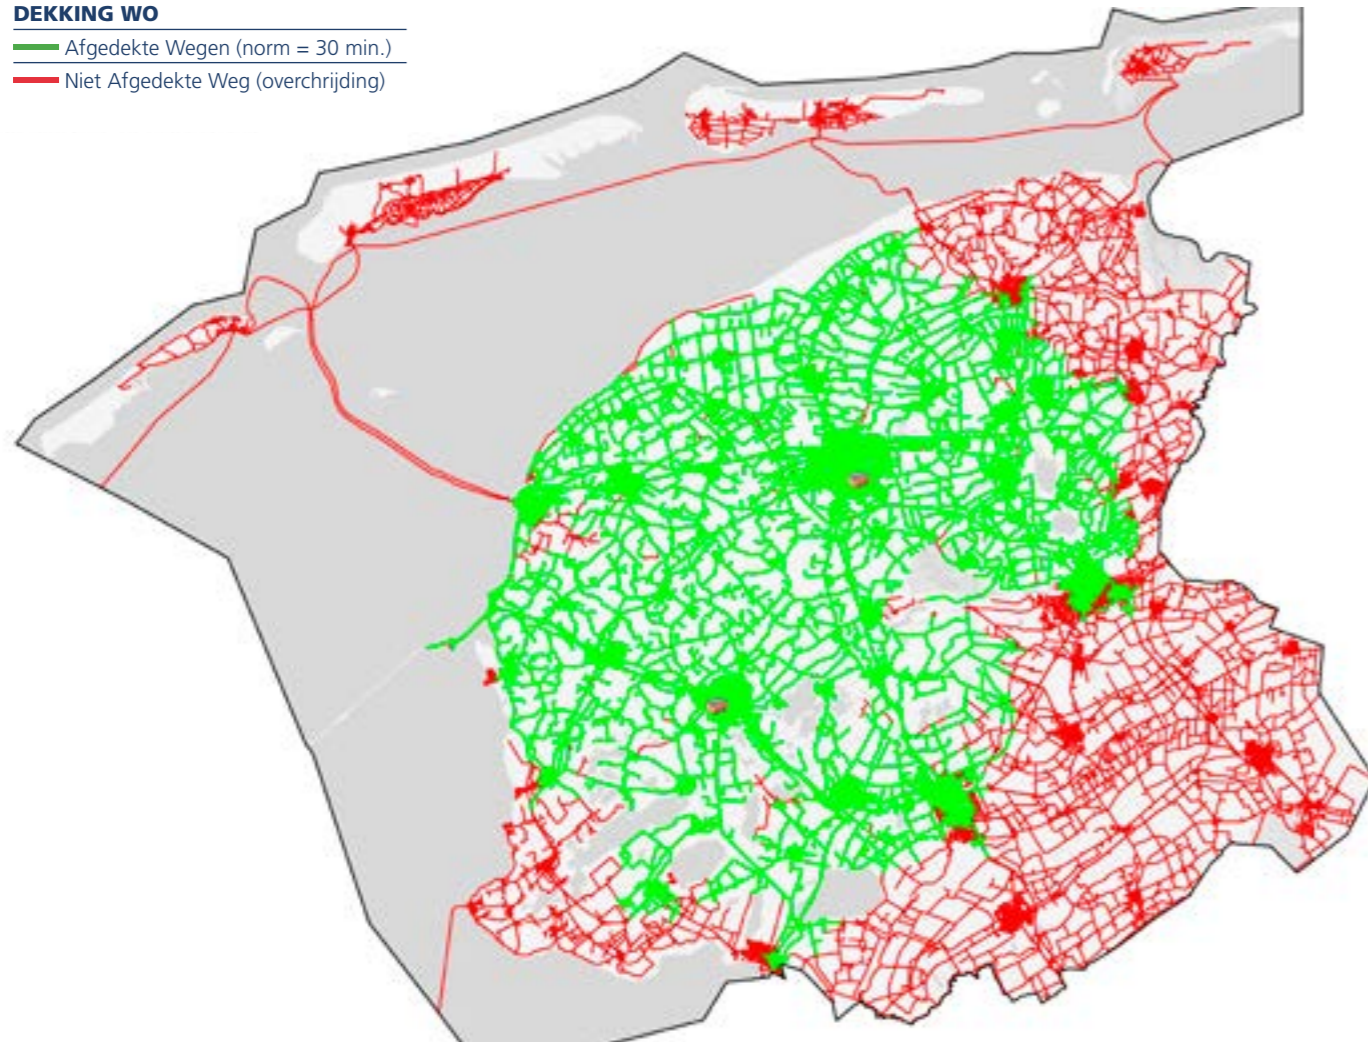 DEKKING WO
Afgedekte Wegen (norm = 30 min.)
Niet Afgedekte Weg (overchrijding)